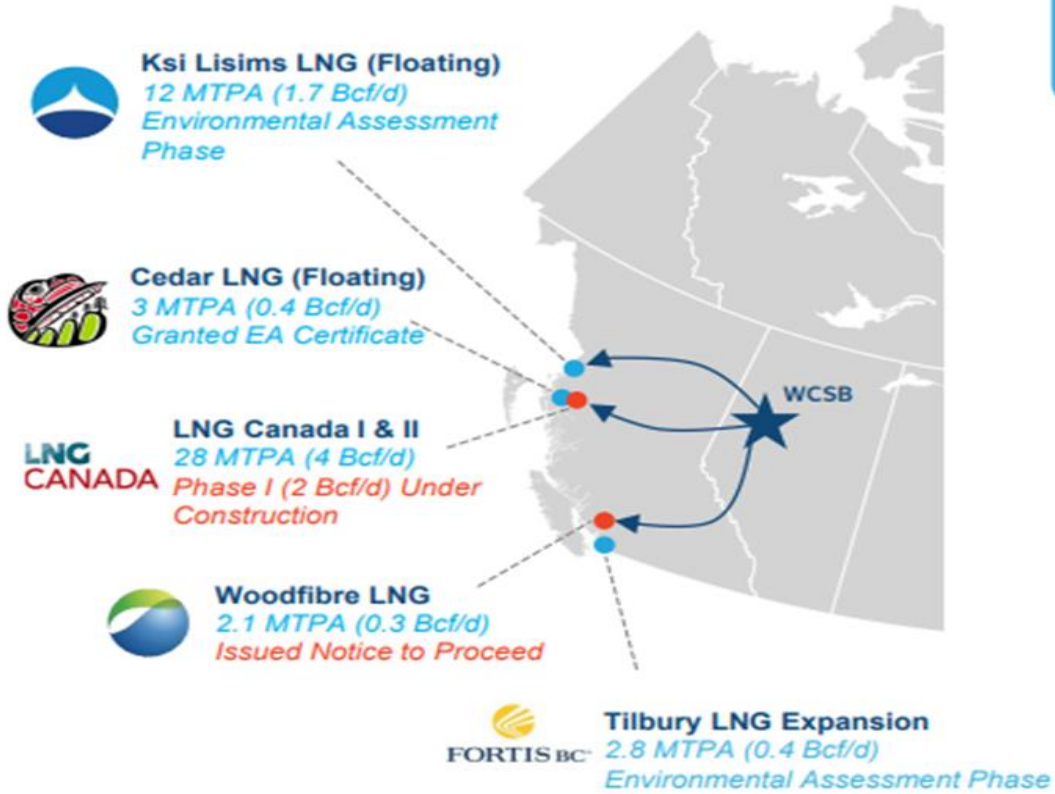 Ksi Lisims LNG (Floating)
12 MTPA (1.7 Bcf/d)
Environmental Assessment
Phase
Cedar LNG (Floating)
3 MTPA (0.4 Bcf/d)
Granted EA Certificate
WCSB
LNG
CANADA
LNG Canada I & II
28 MTPA (4 Bcf/d)
Phase I (2 Bcf/d) Under
Construction
Woodfibre LNG
2.1 MTPA (0.3 Bcf/d)
Issued Notice to Proceed
FORTIS BC
Tilbury LNG Expansion
2.8 MTPA (0.4 Bcf/d)
Environmental Assessment Phase